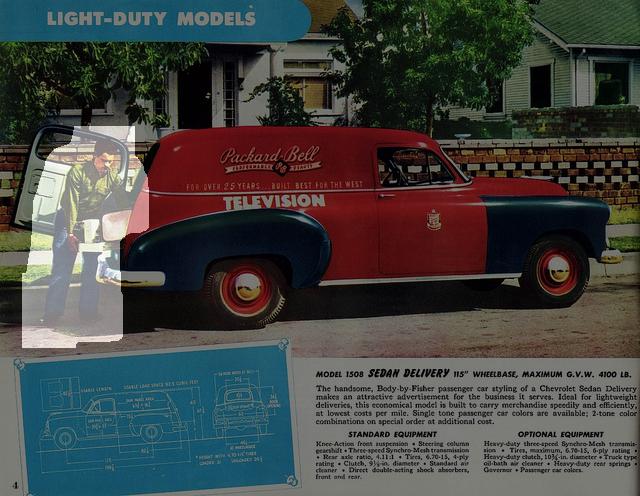 LIGHT-DUTY MODELS
Packard-Bell
FOR OVER 25 YEARS...BUILT BEST FOR THE WEST
TELEVISION
MODEL 1508 SEDAN DELIVERY 115" WHEELBASE, MAXIMUM G.V.W. 4100 LB.
The handsome, Body-by-Fisher passenger car styling of a Chevrolet Sedan Delivery
makes an attractive advertisement for the business it serves. Ideal for lightweight
deliveries, this economical model is built to carry merchandise speedily and efficiently,
at lowest costs per mile. Single tone passenger car colors are available; 2-tone color
combinations on special order at additional cost.
STANDARD EQUIPMENT
Knee-Action front suspension • Steering column
gearshift • Three-speed Synchro-Mesh transmission
• Rear axle ratio, 4.11:1 • Tires, 6.70-15, 4-ply
rating • Clutch, 9⅛-in. diameter • Standard air
cleaner • Direct double-acting shock absorbers,
front and rear.
OPTIONAL EQUIPMENT
Heavy-duty three-speed Synchro-Mesh transmis-
sion • Tires, maximum, 6.70-15, 6-ply rating •
Heavy-duty clutch, 10¾-in. diameter • Truck type
oil-bath air cleaner • Heavy-duty rear springs •
Governor • Passenger car colors.
4